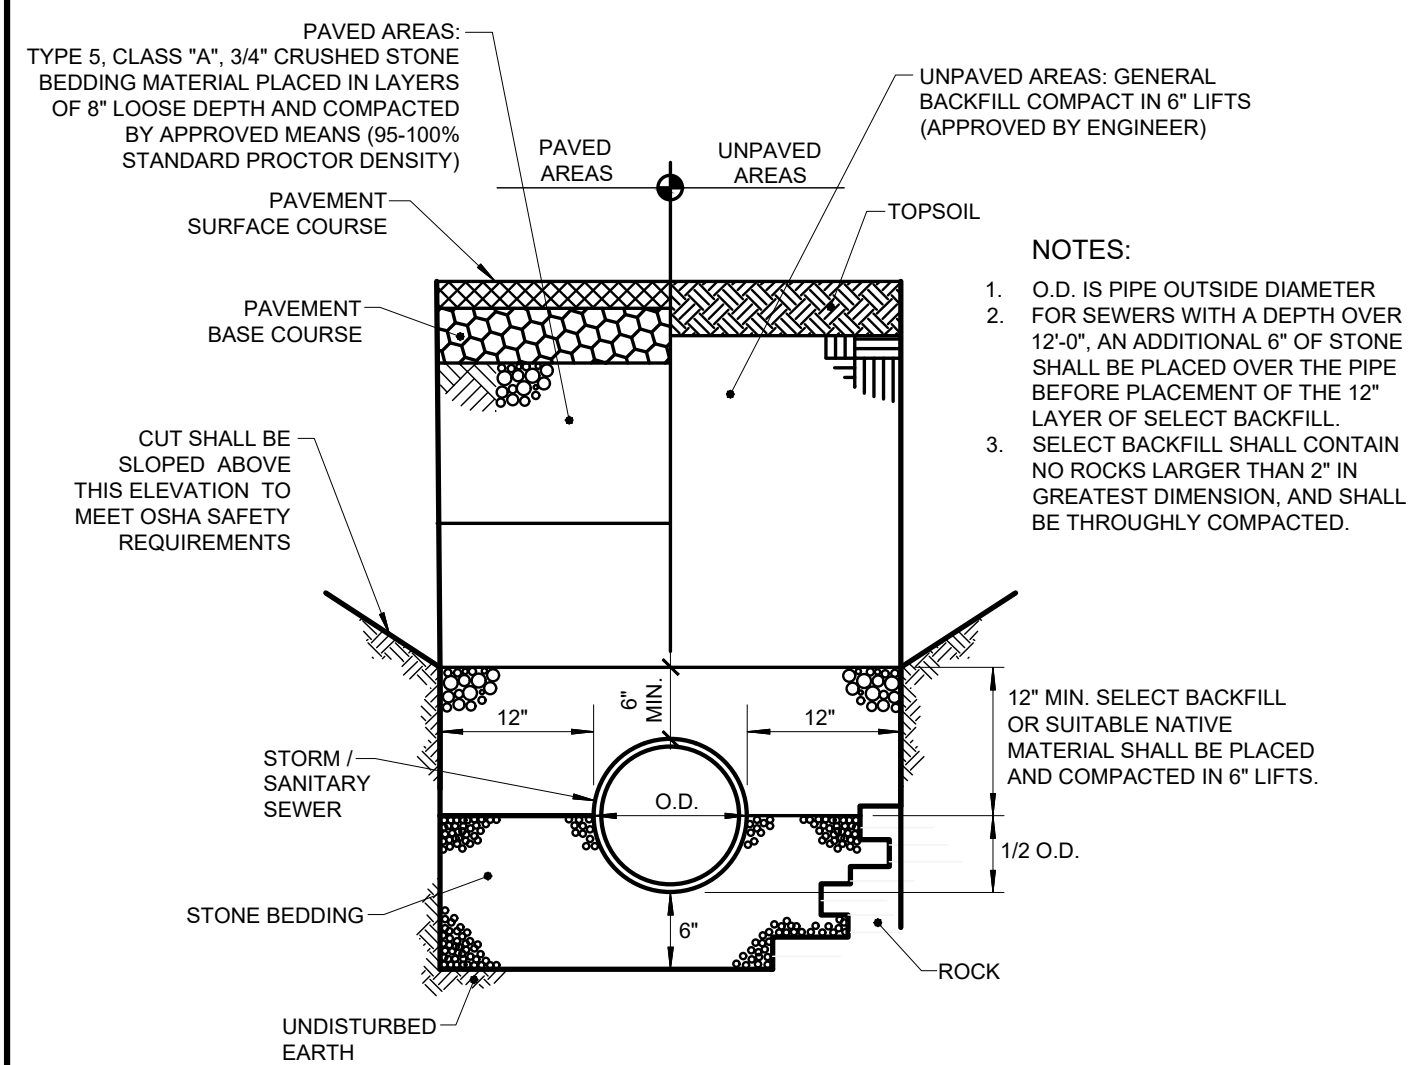 PAVED AREAS:
TYPE 5, CLASS "A", 3/4" CRUSHED STONE
BEDDING MATERIAL PLACED IN LAYERS
OF 8" LOOSE DEPTH AND COMPACTED
BY APPROVED MEANS (95-100%
STANDARD PROCTOR DENSITY)
UNPAVED AREAS: GENERAL
BACKFILL COMPACT IN 6" LIFTS
(APPROVED BY ENGINEER)
PAVED
AREAS
UNPAVED
AREAS
PAVEMENT
SURFACE COURSE
TOPSOIL
PAVEMENT
BASE COURSE
NOTES:
1. O.D. IS PIPE OUTSIDE DIAMETER
2. FOR SEWERS WITH A DEPTH OVER
12'-0", AN ADDITIONAL 6" OF STONE
SHALL BE PLACED OVER THE PIPE
BEFORE PLACEMENT OF THE 12"
LAYER OF SELECT BACKFILL.
3. SELECT BACKFILL SHALL CONTAIN
NO ROCKS LARGER THAN 2" IN
GREATEST DIMENSION, AND SHALL
BE THROUGHLY COMPACTED.
CUT SHALL BE
SLOPED ABOVE
THIS ELEVATION TO
MEET OSHA SAFETY
REQUIREMENTS
12"
6"
MIN.
12"
12" MIN. SELECT BACKFILL
OR SUITABLE NATIVE
MATERIAL SHALL BE PLACED
AND COMPACTED IN 6" LIFTS.
STORM /
SANITARY
SEWER
O.D.
1/2 O.D.
STONE BEDDING
6"
ROCK
UNDISTURBED
EARTH